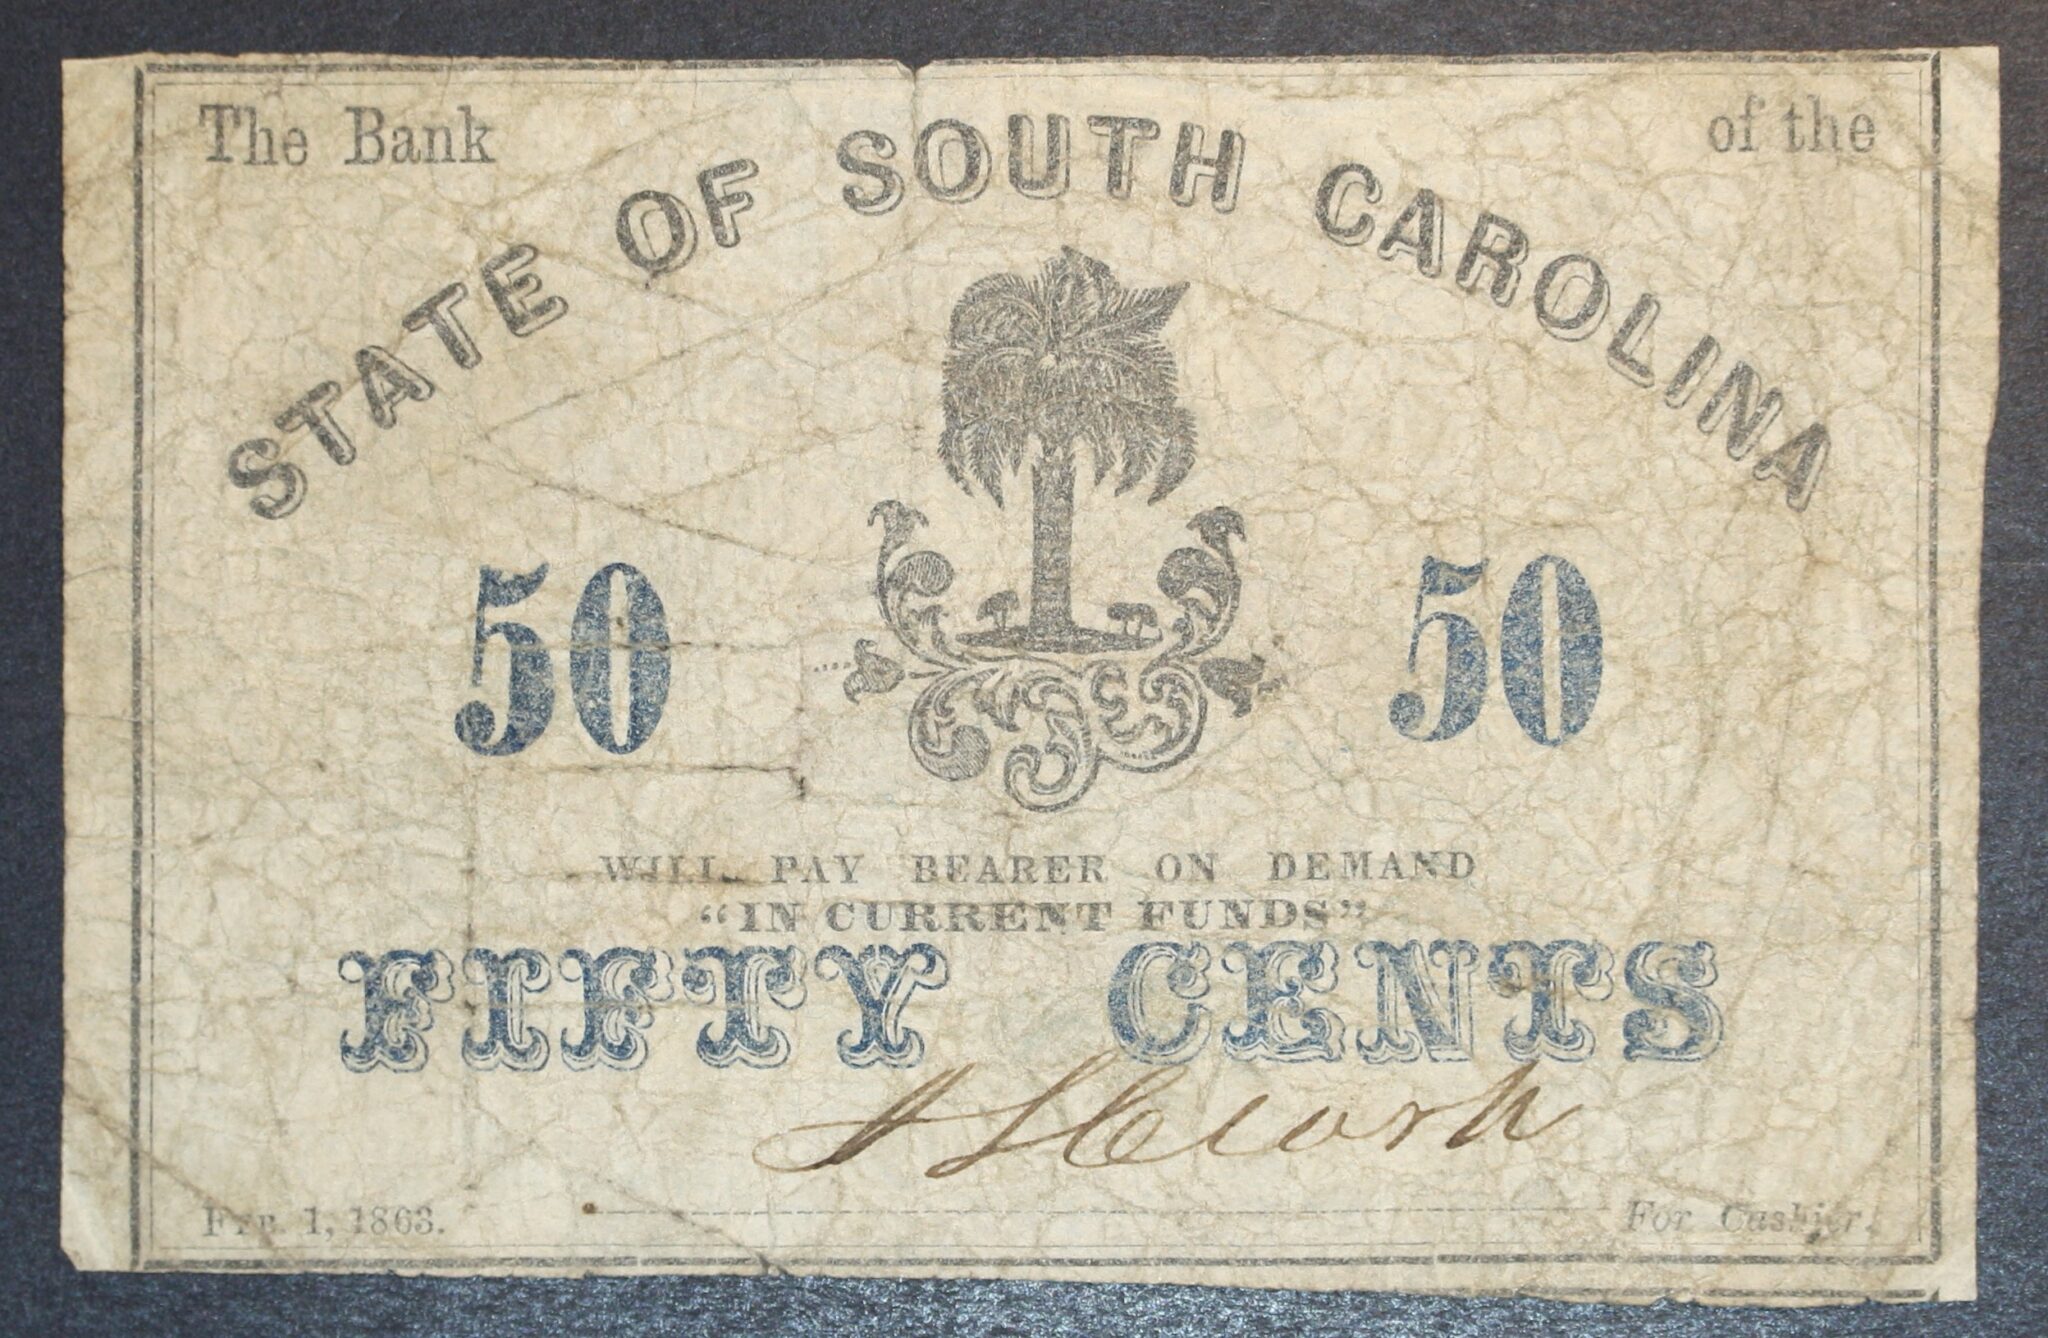 The Bank of the
STATE OF SOUTH CAROLINA
50 50
WILL PAY BEARER ON DEMAND
"IN CURRENT FUNDS"
FIFTY CENTS
FEB. 1, 1863. For Cashier.